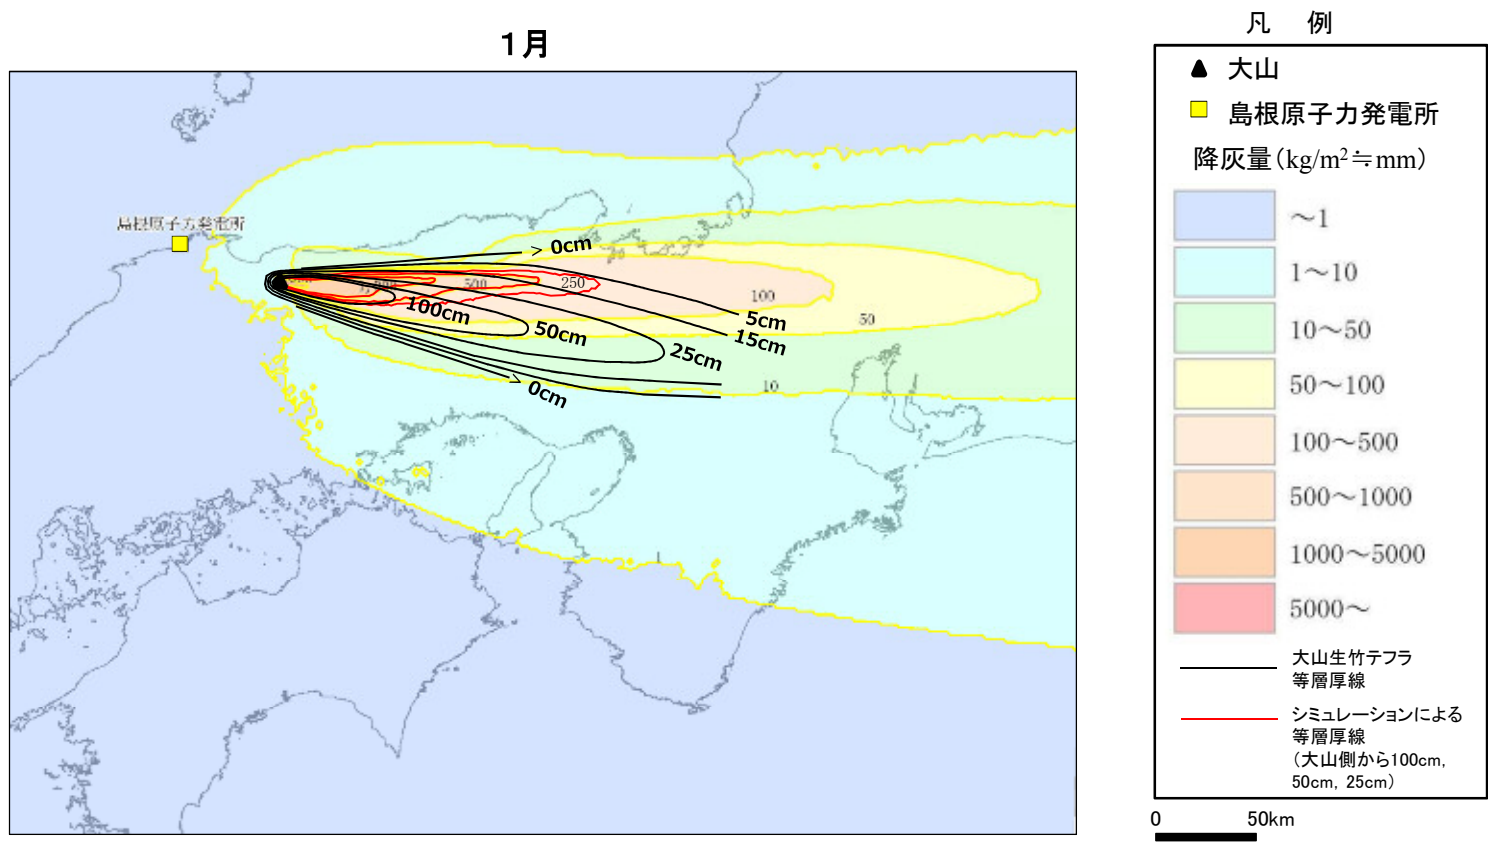 1月
凡 例
大山
島根原子力発電所
降灰量(kg/m²≒mm)
～1
1～10
10～50
50～100
100～500
500～1000
1000～5000
5000～
大山生竹テフラ
等層厚線
シミュレーションによる
等層厚線
(大山側から100cm,
50cm, 25cm)
0 50km
島根原子力発電所
> 0cm
500
250
100
50
10
1
100cm
50cm
25cm
5cm
15cm
> 0cm